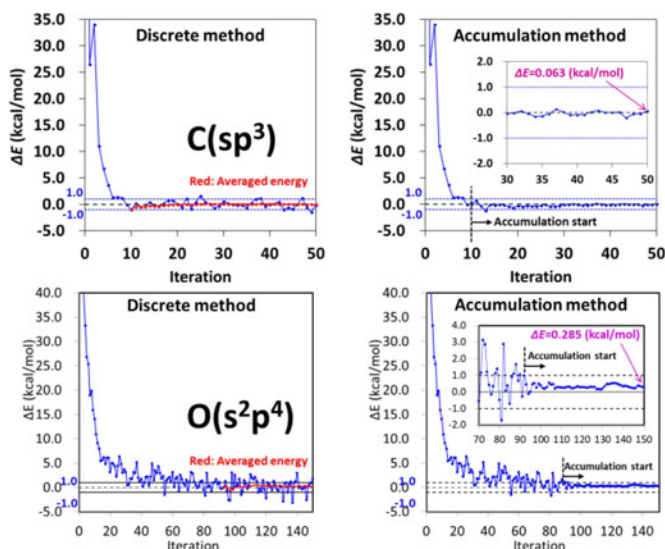 Discrete method
35.0
30.0
25.0
20.0
15.0
10.0
5.0
1.0
0.0
-1.0
-5.0
ΔE (kcal/mol)
C(sp³)
Red: Averaged energy
0 10 20 30 40 50
Iteration
Accumulation method
35.0
30.0
25.0
20.0
15.0
10.0
5.0
1.0
0.0
-1.0
-5.0
ΔE (kcal/mol)
ΔE=0.063 (kcal/mol)
2.0
1.0
0.0
-1.0
-2.0
30 35 40 45 50
Accumulation start
0 10 20 30 40 50
Iteration
Discrete method
40.0
35.0
30.0
25.0
20.0
15.0
10.0
5.0
1.0
0.0
-1.0
-5.0
ΔE (kcal/mol)
O(s²p⁴)
Red: Averaged energy
0 20 40 60 80 100 120 140
Iteration
Accumulation method
40.0
35.0
30.0
25.0
20.0
15.0
10.0
5.0
1.0
0.0
-1.0
-5.0
ΔE (kcal/mol)
ΔE=0.285 (kcal/mol)
Accumulation start
4.0
3.0
2.0
1.0
0.0
-1.0
-2.0
70 80 90 100 110 120 130 140 150
Accumulation start
0 20 40 60 80 100 120 140
Iteration